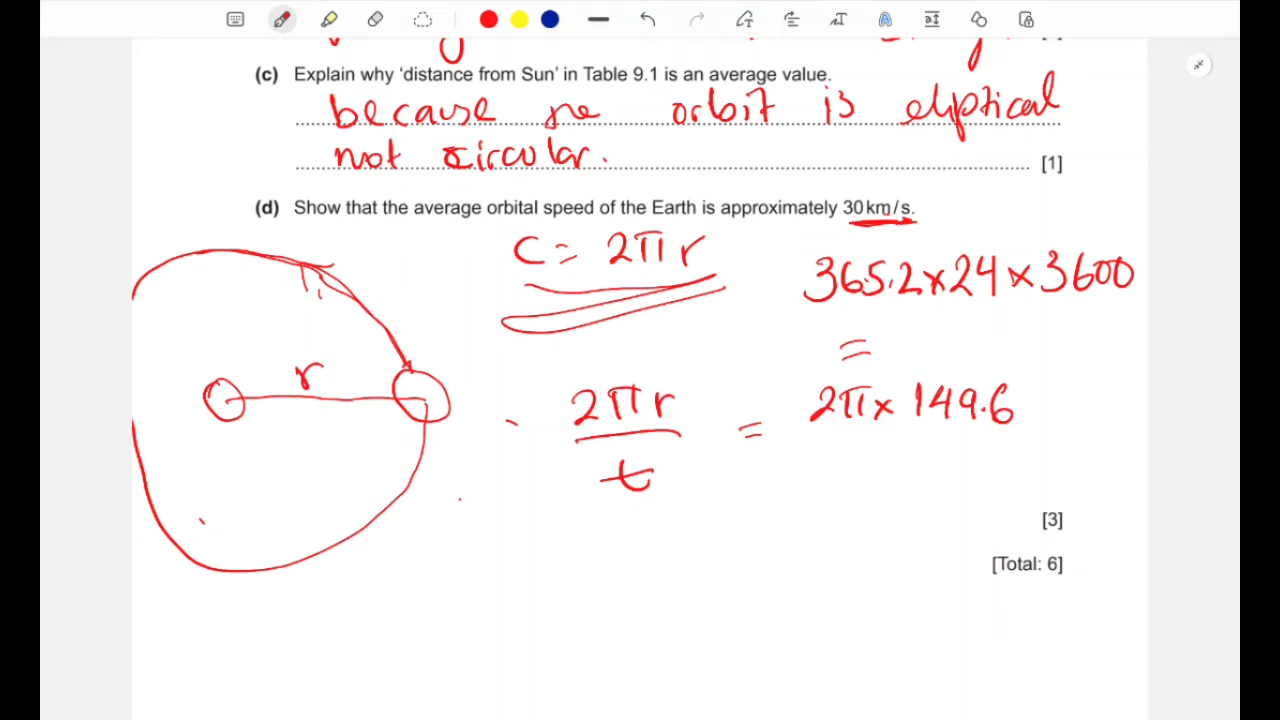 (c) Explain why ‘distance from Sun’ in Table 9.1 is an average value.
because the orbit is eliptical
not circular.
[1]
(d) Show that the average orbital speed of the Earth is approximately 30 km/s.
C = 2πr
365.2×24×3600
=
r
2πr
t
= 2π× 149.6
[3]
[Total: 6]